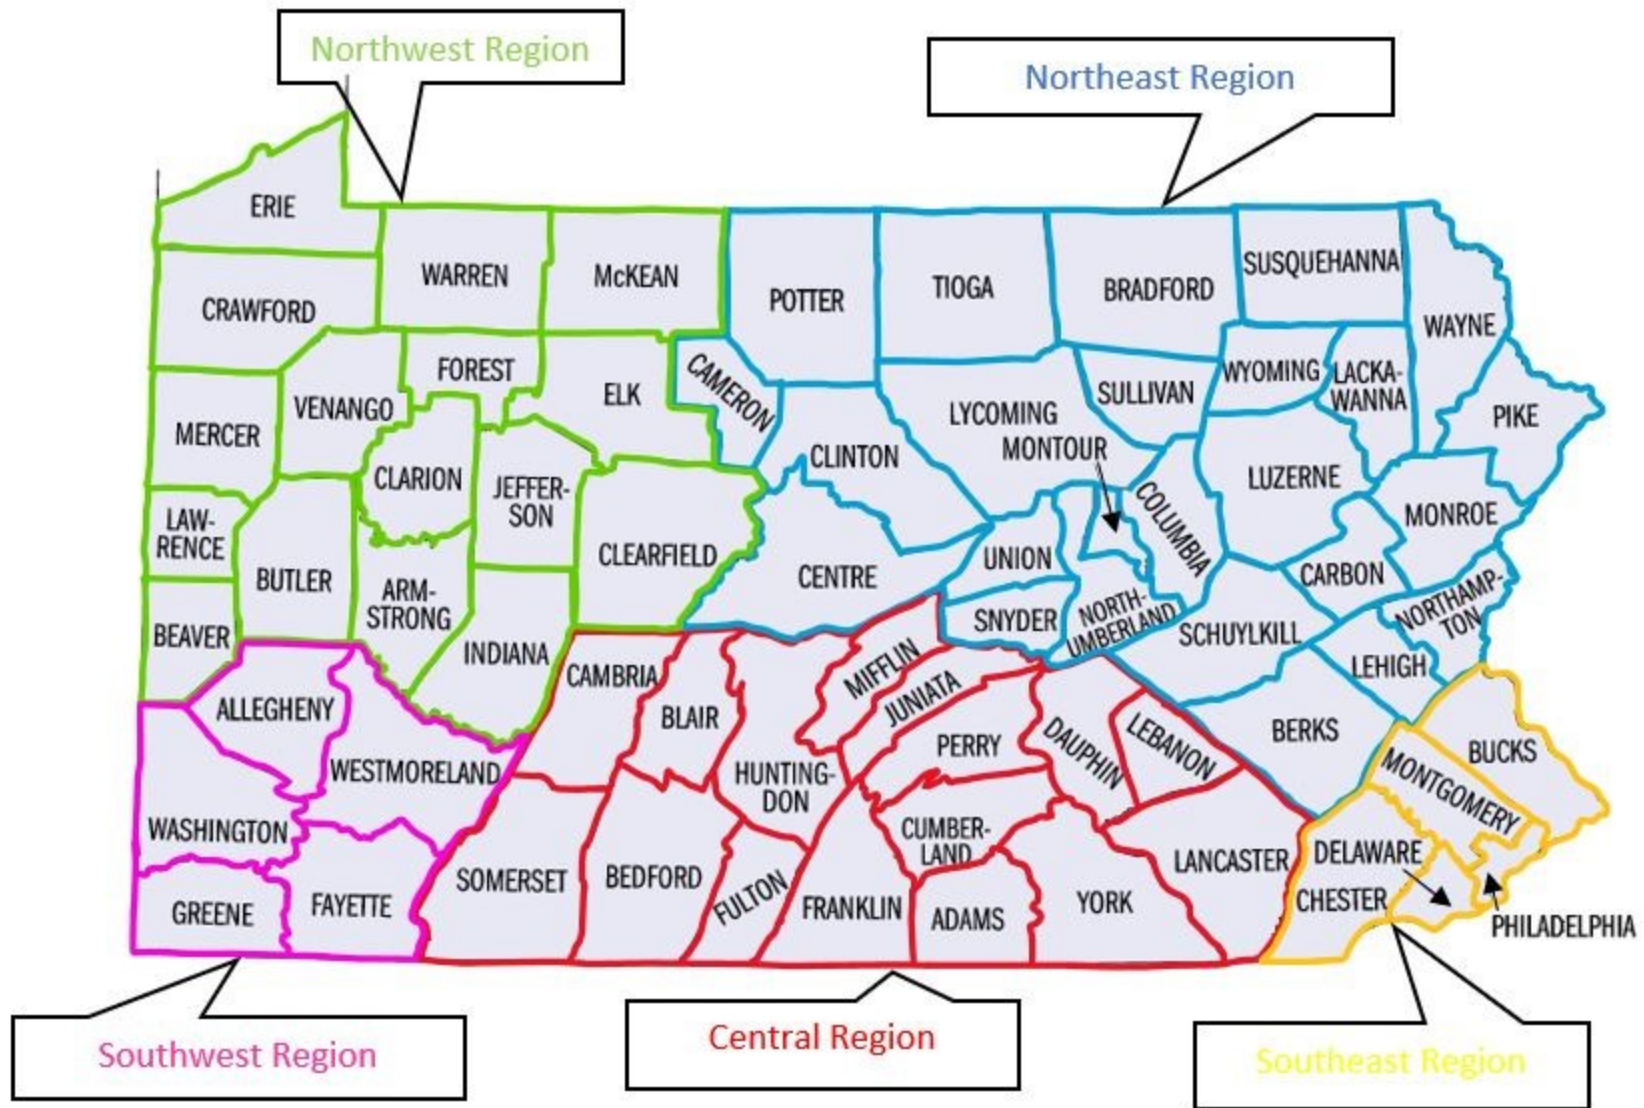 Northwest Region
Northeast Region
ERIE
WARREN
McKEAN
POTTER
TIOGA
BRADFORD
SUSQUEHANNA
WAYNE
CRAWFORD
FOREST
ELK
CAMERON
SULLIVAN
WYOMING
LACKA-
WANNA
PIKE
MERCER
VENANGO
CLARION
JEFFER-
SON
CLINTON
LYCOMING
MONTOUR
COLUMBIA
LUZERNE
MONROE
LAW-
RENCE
BUTLER
ARM-
STRONG
CLEARFIELD
CENTRE
UNION
SNYDER
NORTH-
UMBERLAND
CARBON
NORTHAMP-
TON
BEAVER
INDIANA
SCHUYLKILL
LEHIGH
ALLEGHENY
WESTMORELAND
CAMBRIA
BLAIR
HUNTING-
DON
MIFFLIN
JUNIATA
PERRY
DAUPHIN
LEBANON
BERKS
BUCKS
MONTGOMERY
WASHINGTON
GREENE
FAYETTE
SOMERSET
BEDFORD
FULTON
FRANKLIN
CUMBER-
LAND
ADAMS
YORK
LANCASTER
DELAWARE
CHESTER
PHILADELPHIA
Southwest Region
Central Region
Southeast Region